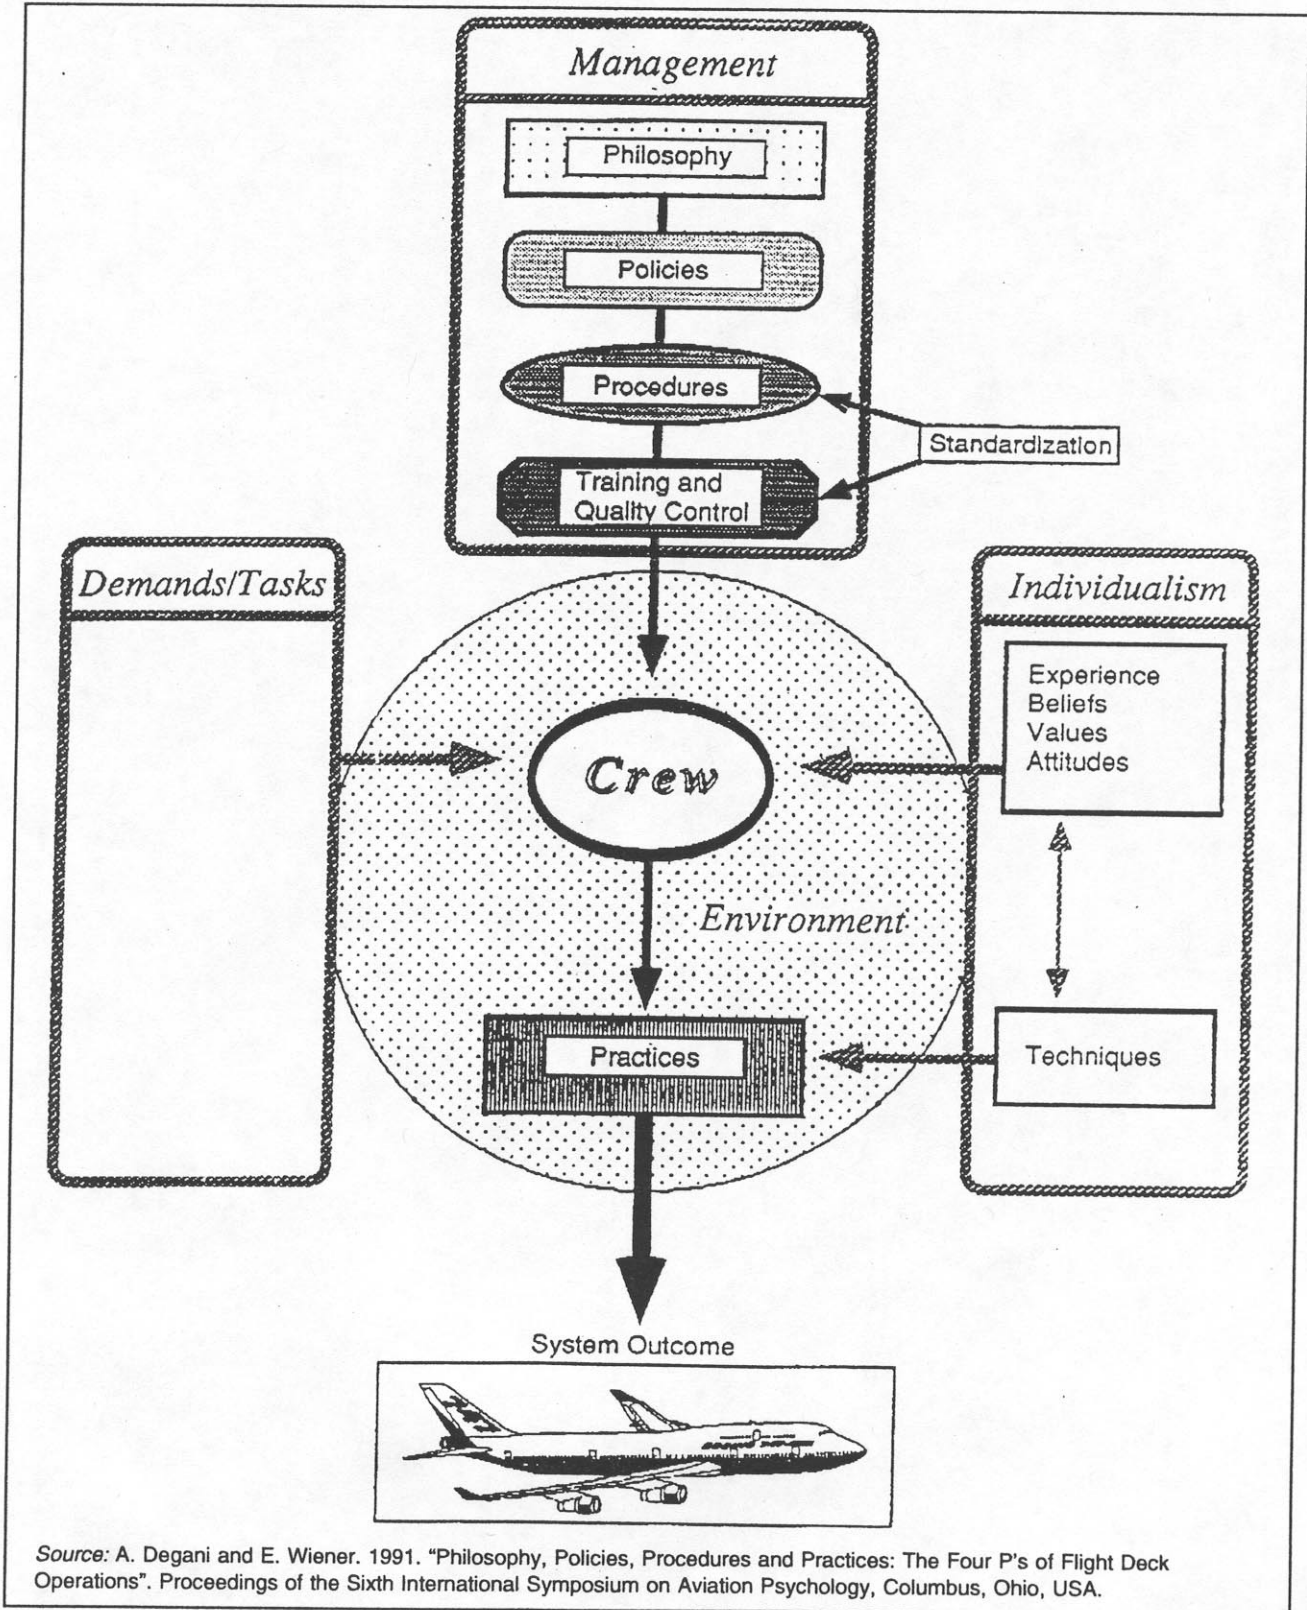 Management
Philosophy
Policies
Procedures
Standardization
Training and
Quality Control
Demands/Tasks
Individualism
Experience
Beliefs
Values
Attitudes
Crew
Environment
Practices
Techniques
System Outcome
Source: A. Degani and E. Wiener. 1991. “Philosophy, Policies, Procedures and Practices: The Four P's of Flight Deck
Operations”. Proceedings of the Sixth International Symposium on Aviation Psychology, Columbus, Ohio, USA.